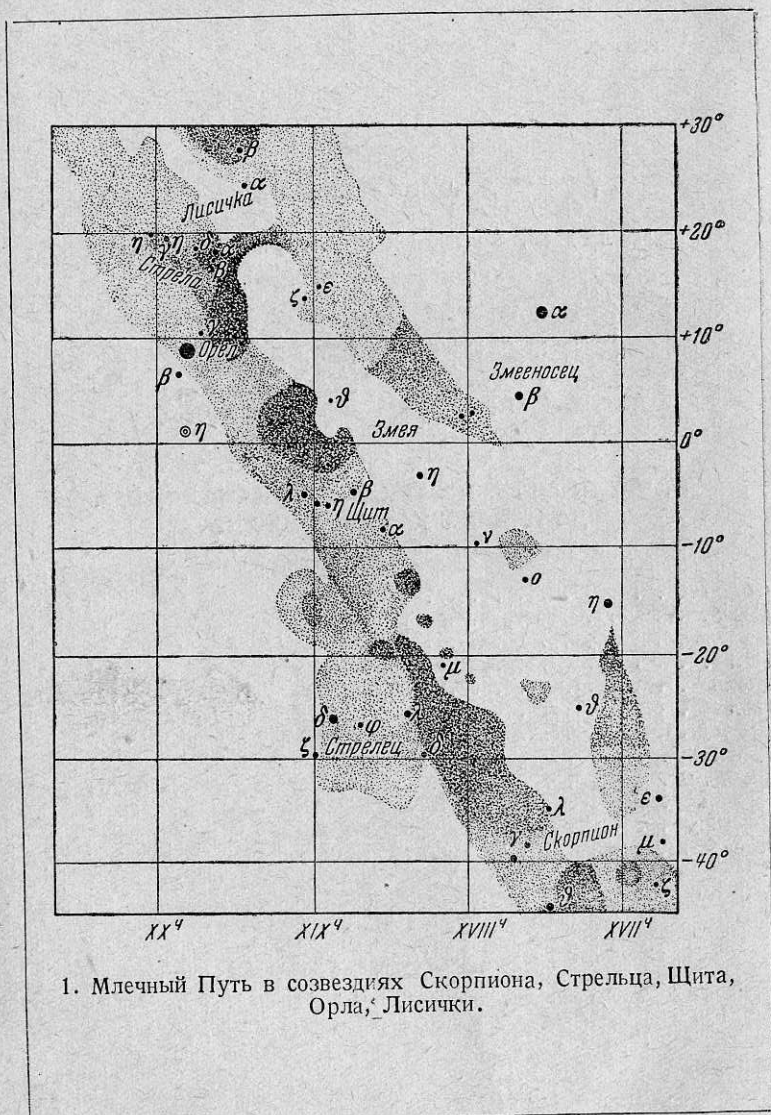 +30°
β
α
Лисичка
+20°
η γ η δ α
Стрела β
ζ ε
α
γ
+10°
Орел
β
Змееносец
β
η
ϑ
Змея
0°
η
λ
η
β
Щит
α
ν
-10°
ο
η
-20°
μ
δ
φ
λ
ϑ
ζ
Стрелец
δ
-30°
λ
ε
γ
Скорпион
μ
-40°
ϑ
ζ
XXч XIXч XVIIIч XVIIч
1. Млечный Путь в созвездиях Скорпиона, Стрельца, Щита,
Орла, Лисички.